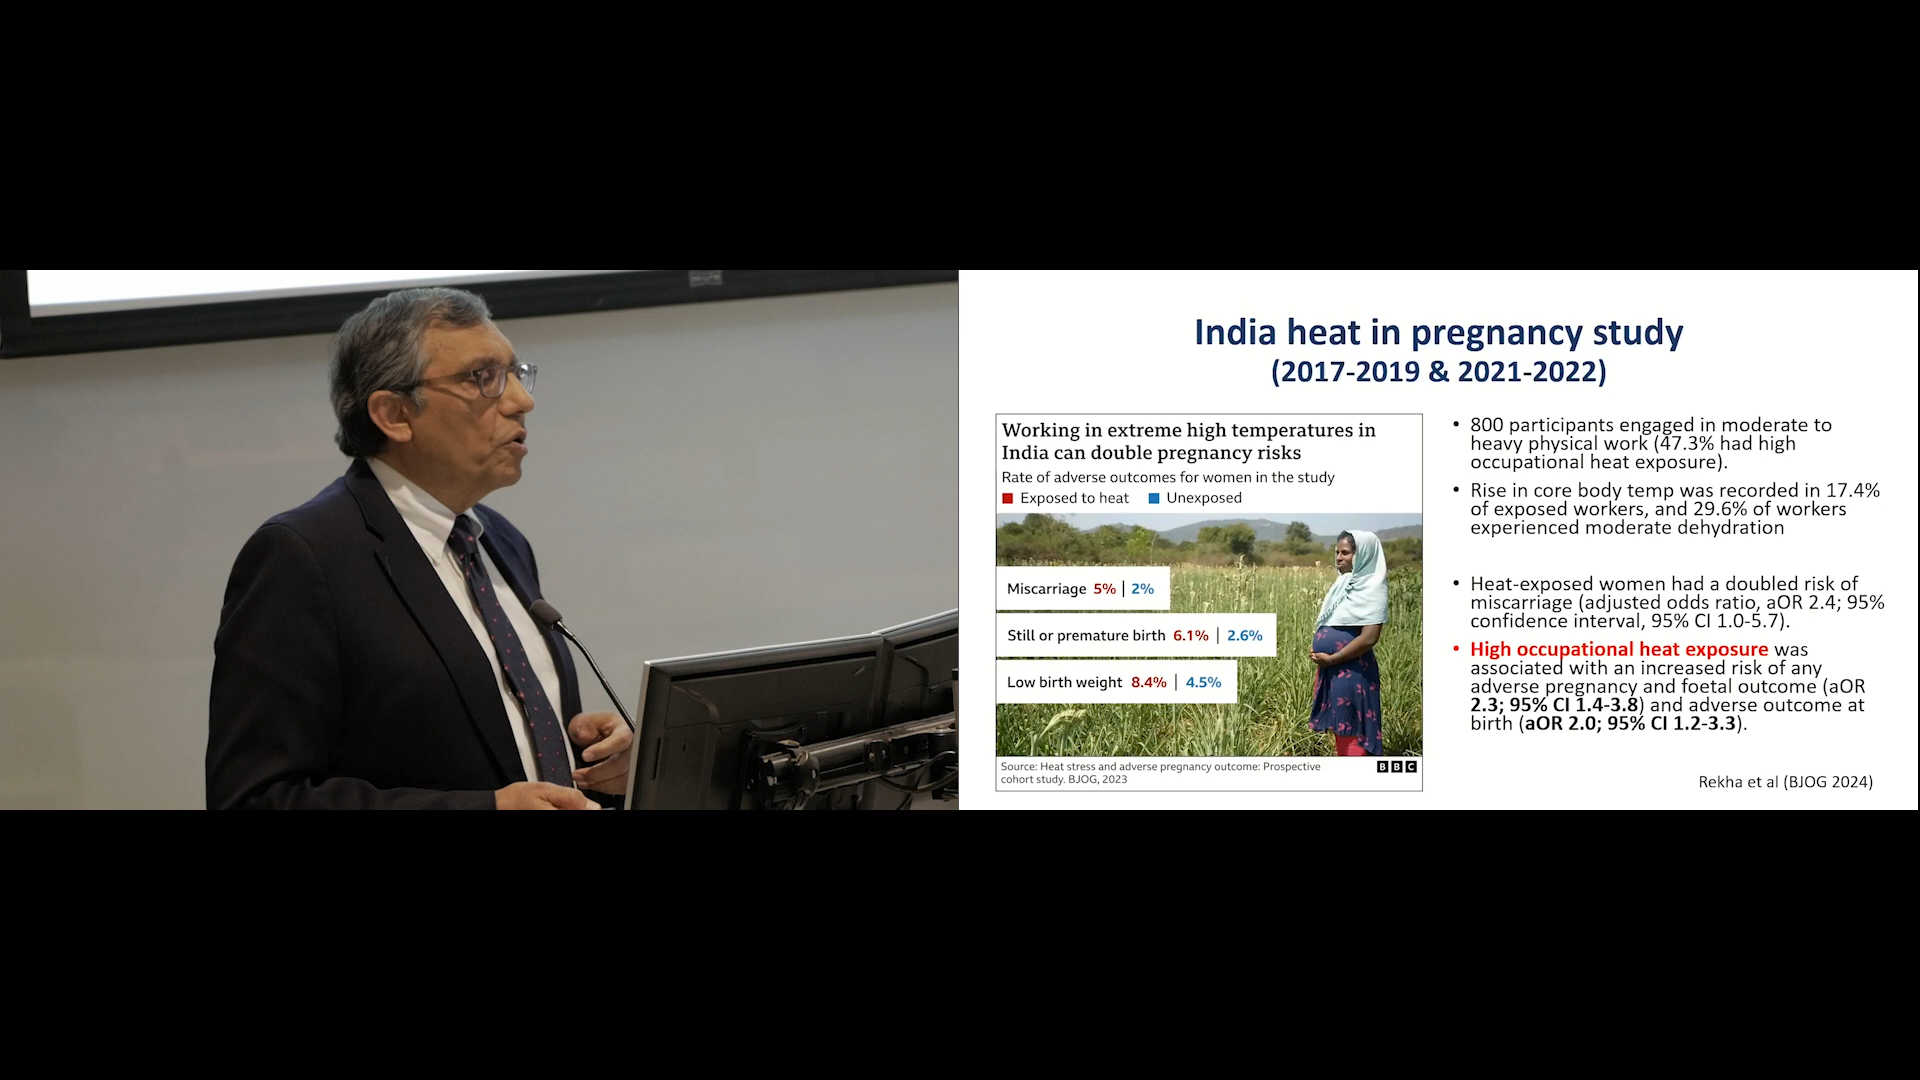 India heat in pregnancy study
(2017-2019 & 2021-2022)
Working in extreme high temperatures in
India can double pregnancy risks
Rate of adverse outcomes for women in the study
Exposed to heat Unexposed
Miscarriage 5% | 2%
Still or premature birth 6.1% | 2.6%
Low birth weight 8.4% | 4.5%
Source: Heat stress and adverse pregnancy outcome: Prospective
cohort study. BJOG, 2023
BBC
• 800 participants engaged in moderate to
heavy physical work (47.3% had high
occupational heat exposure).
• Rise in core body temp was recorded in 17.4%
of exposed workers, and 29.6% of workers
experienced moderate dehydration
• Heat-exposed women had a doubled risk of
miscarriage (adjusted odds ratio, aOR 2.4; 95%
confidence interval, 95% CI 1.0-5.7).
• High occupational heat exposure was
associated with an increased risk of any
adverse pregnancy and foetal outcome (aOR
2.3; 95% CI 1.4-3.8) and adverse outcome at
birth (aOR 2.0; 95% CI 1.2-3.3).
Rekha et al (BJOG 2024)